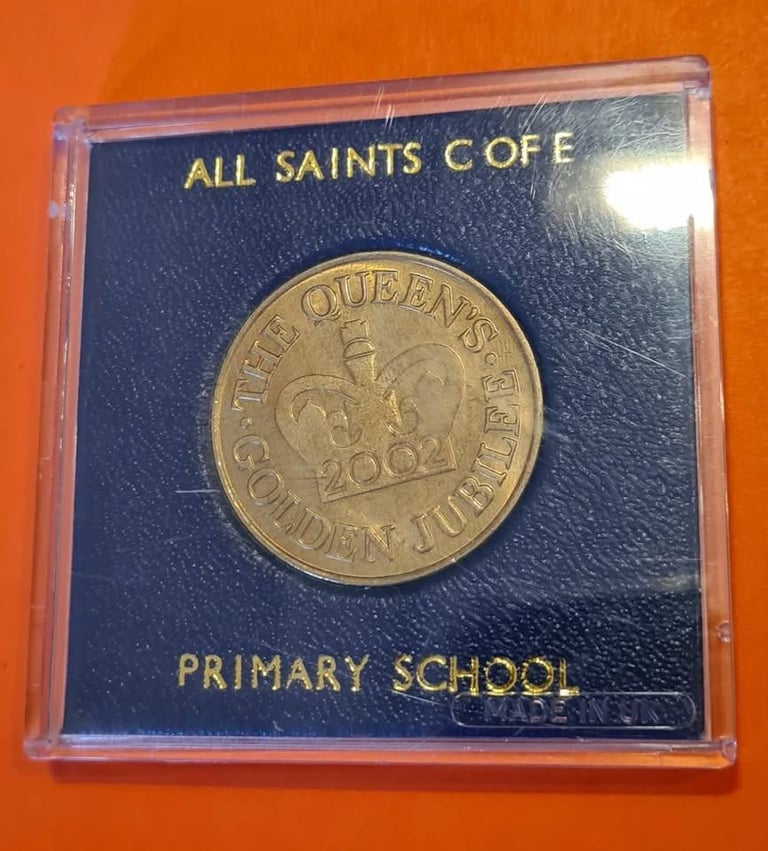 ALL SAINTS C OF E
THE QUEEN'S
2002
GOLDEN JUBILEE
PRIMARY SCHOOL
MADE IN UK